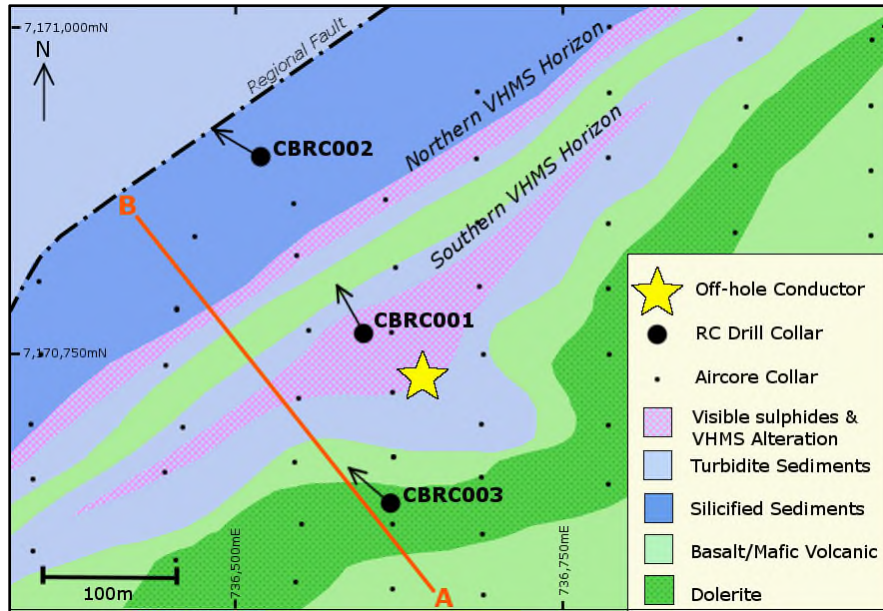 7,171,000mN
N
Regional Fault
Northern VHMS Horizon
CBRC002
B
Southern VHMS Horizon
CBRC001
7,170,750mN
CBRC003
A
100m
736,500mE
736,750mE
Off-hole Conductor
RC Drill Collar
Aircore Collar
Visible sulphides &
VHMS Alteration
Turbidite Sediments
Silicified Sediments
Basalt/Mafic Volcanic
Dolerite